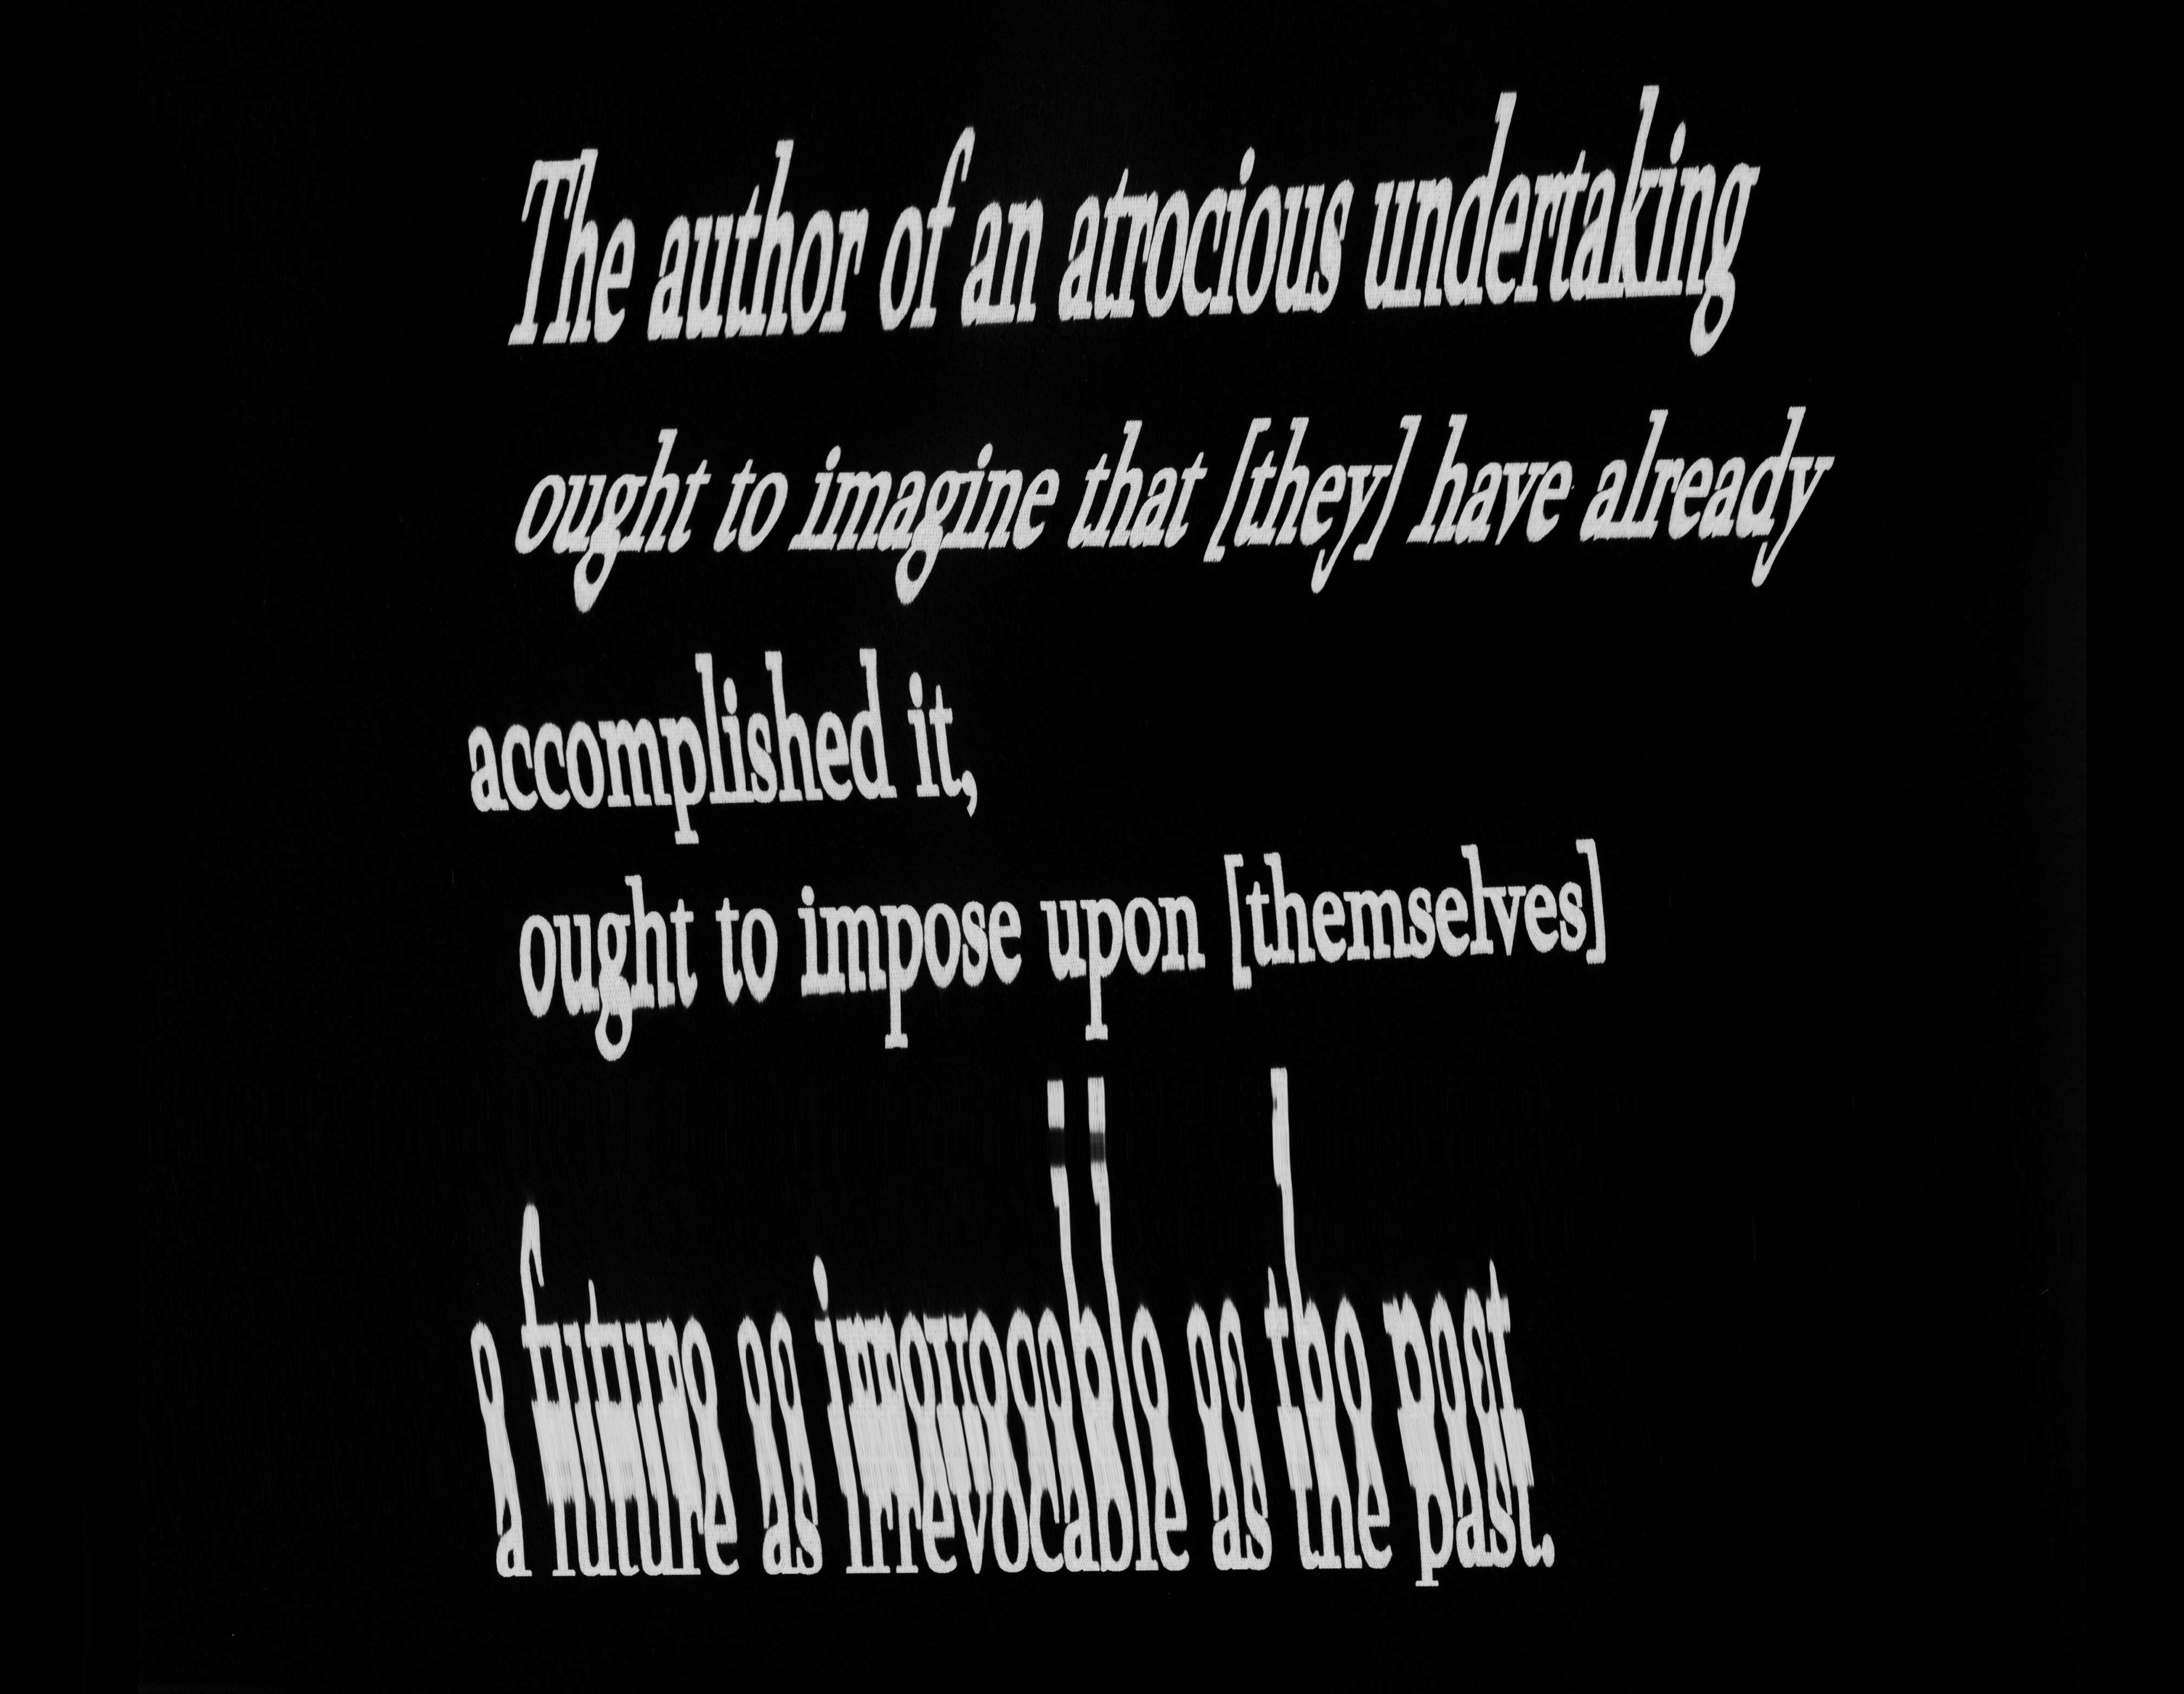 The author of an atrocious undertaking
ought to imagine that [they] have already
accomplished it,
ought to impose upon [themselves]
a future as irrevocable as the past.